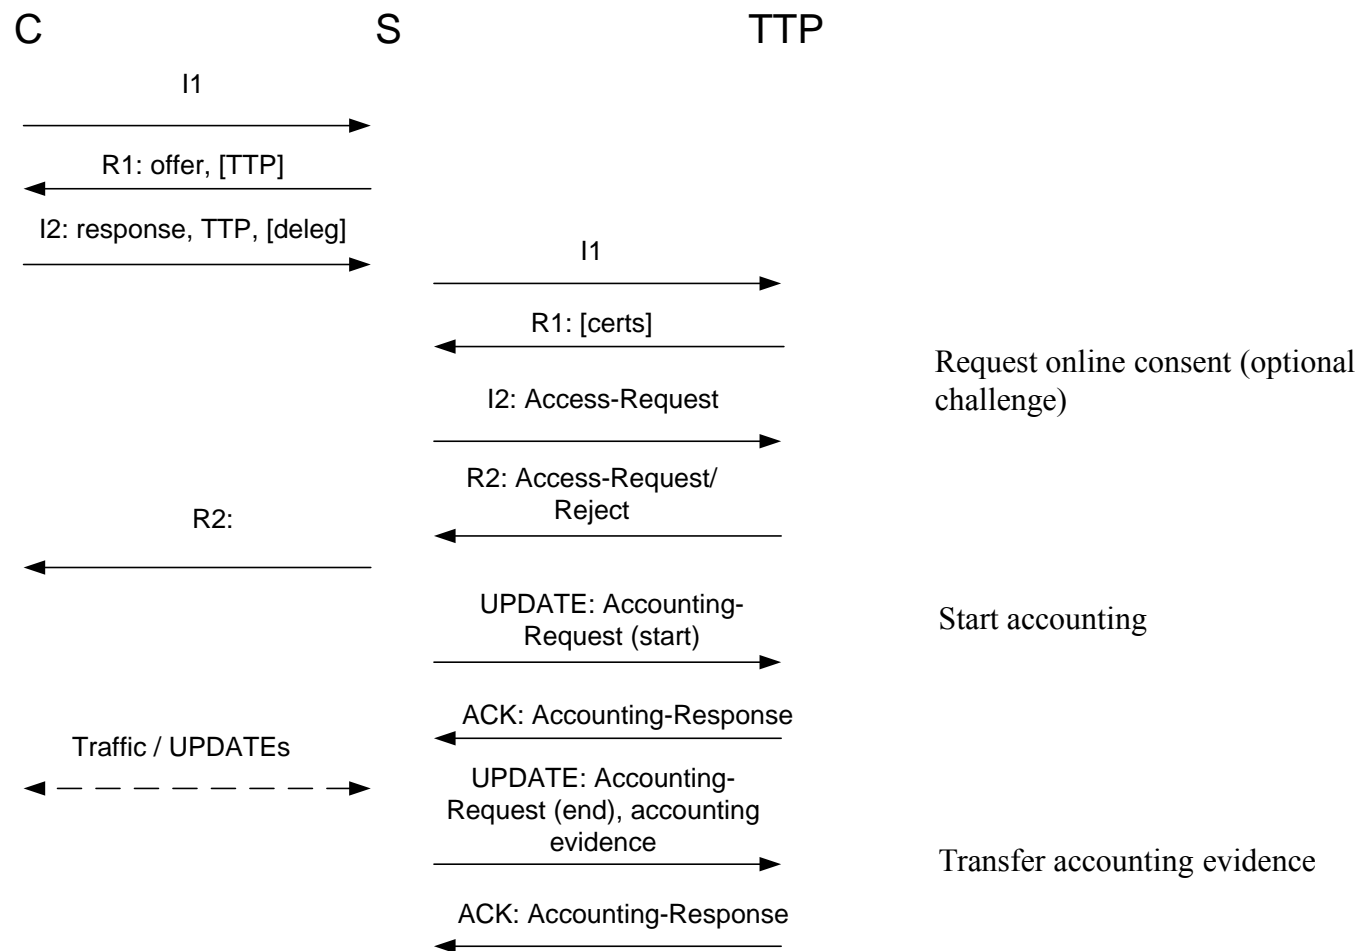 C
S
TTP
I1
R1: offer, [TTP]
I2: response, TTP, [deleg]
I1
R1: [certs]
Request online consent (optional
challenge)
I2: Access-Request
R2: Access-Request/
Reject
R2:
UPDATE: Accounting-
Request (start)
Start accounting
ACK: Accounting-Response
Traffic / UPDATEs
UPDATE: Accounting-
Request (end), accounting
evidence
Transfer accounting evidence
ACK: Accounting-Response